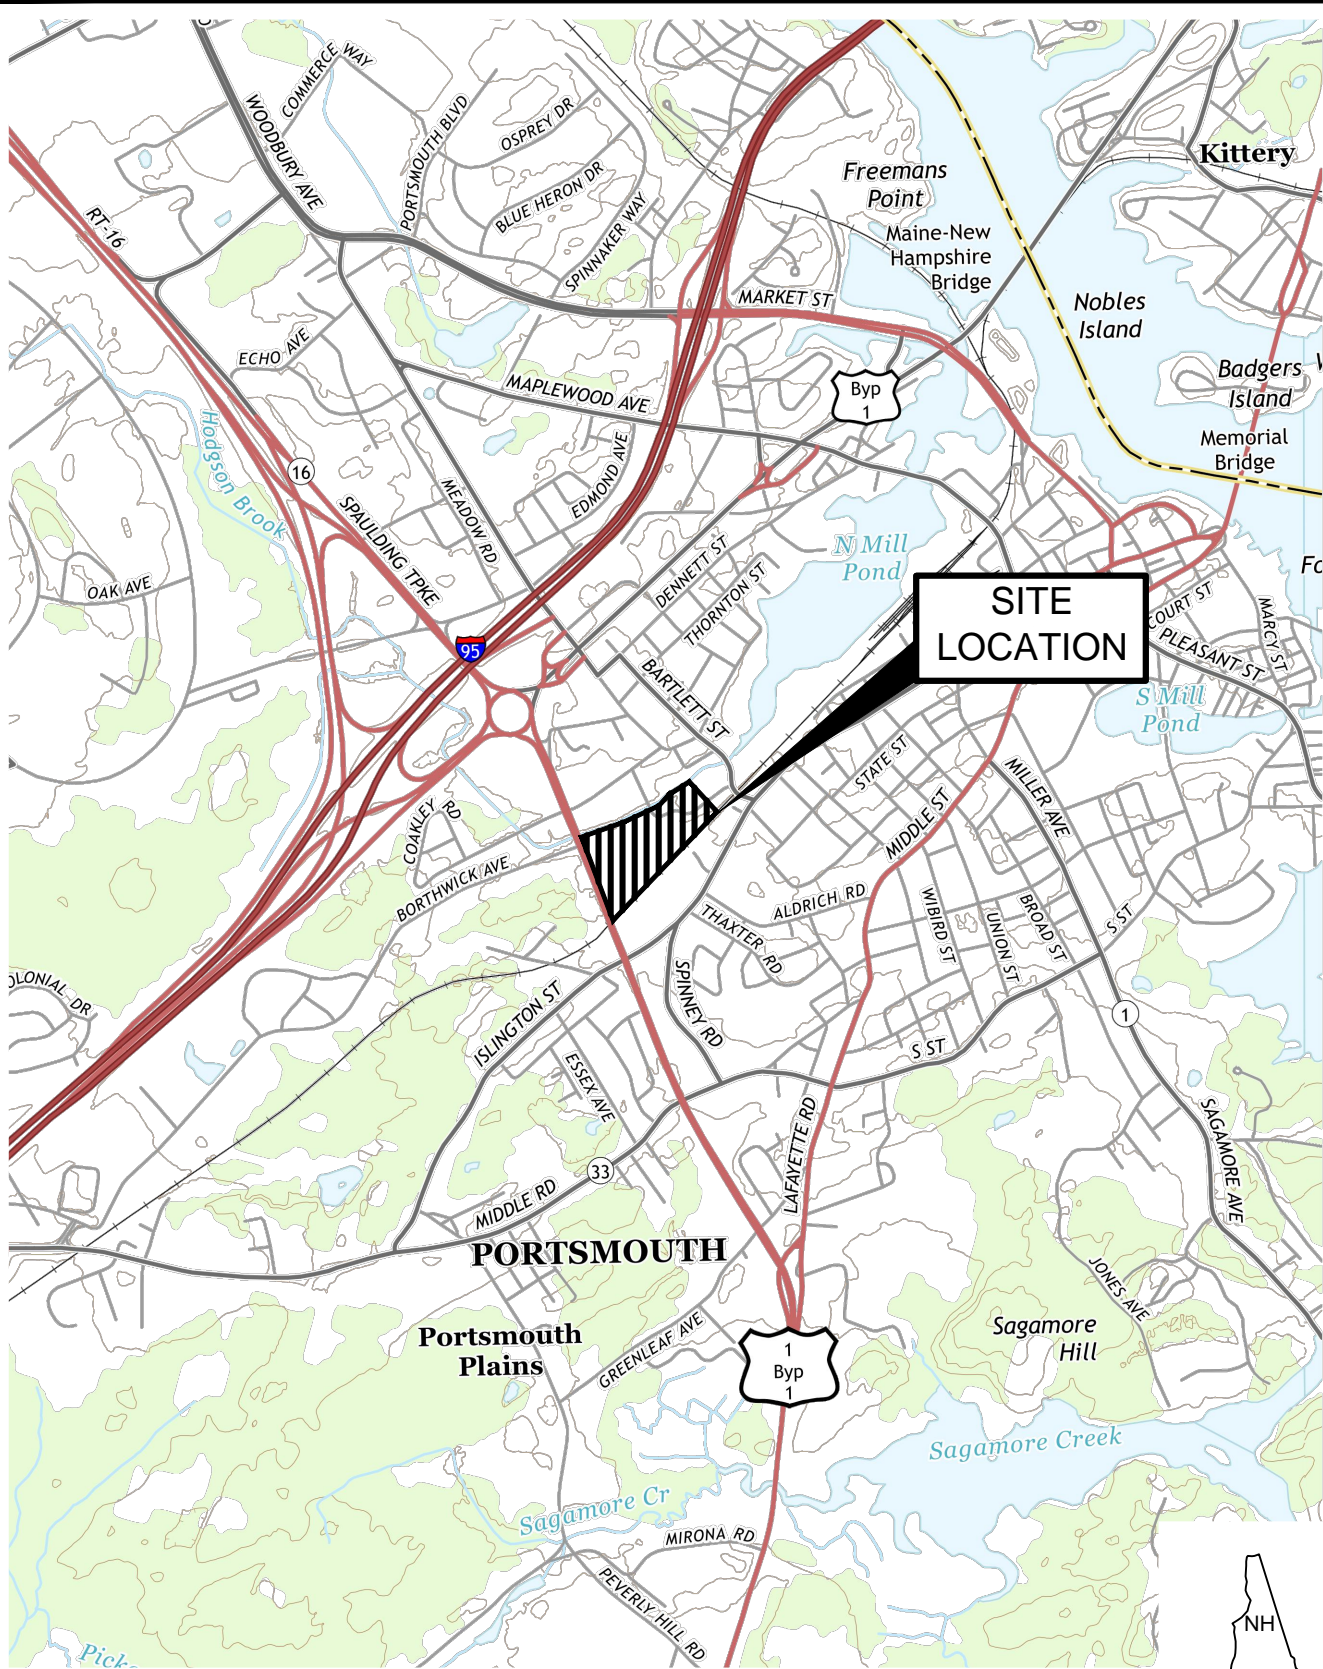 COMMERCE WAY
WOODBURY AVE
PORTSMOUTH BLVD
OSPREY DR
BLUE HERON DR
SPINNAKER WAY
RT-16
Freemans
Point
Kittery
Maine-New
Hampshire
Bridge
MARKET ST
Nobles
Island
ECHO AVE
MAPLEWOOD AVE
Byp
1
Badgers
Island
Memorial
Bridge
Hodgson Brook
16
EDMOND AVE
MEADOW RD
SPAULDING TPKE
N Mill
Pond
DENNETT ST
THORNTON ST
OAK AVE
SITE
LOCATION
COURT ST
MARCY ST
PLEASANT ST
95
BARTLETT ST
S Mill
Pond
STATE ST
MILLER AVE
MIDDLE ST
COAKLEY RD
BORTHWICK AVE
ALDRICH RD
THAXTER RD
WIBIRD ST
UNION ST
BROAD ST
S ST
OLONIAL DR
SPINNEY RD
ISLINGTON ST
1
S ST
ESSEX AVE
LAFAYETTE RD
SAGAMORE AVE
33
MIDDLE RD
PORTSMOUTH
JONES AVE
Portsmouth
Plains
GREENLEAF AVE
Sagamore
Hill
1
Byp
1
Sagamore Creek
Sagamore Cr
MIRONA RD
PEVERLY HILL RD
NH